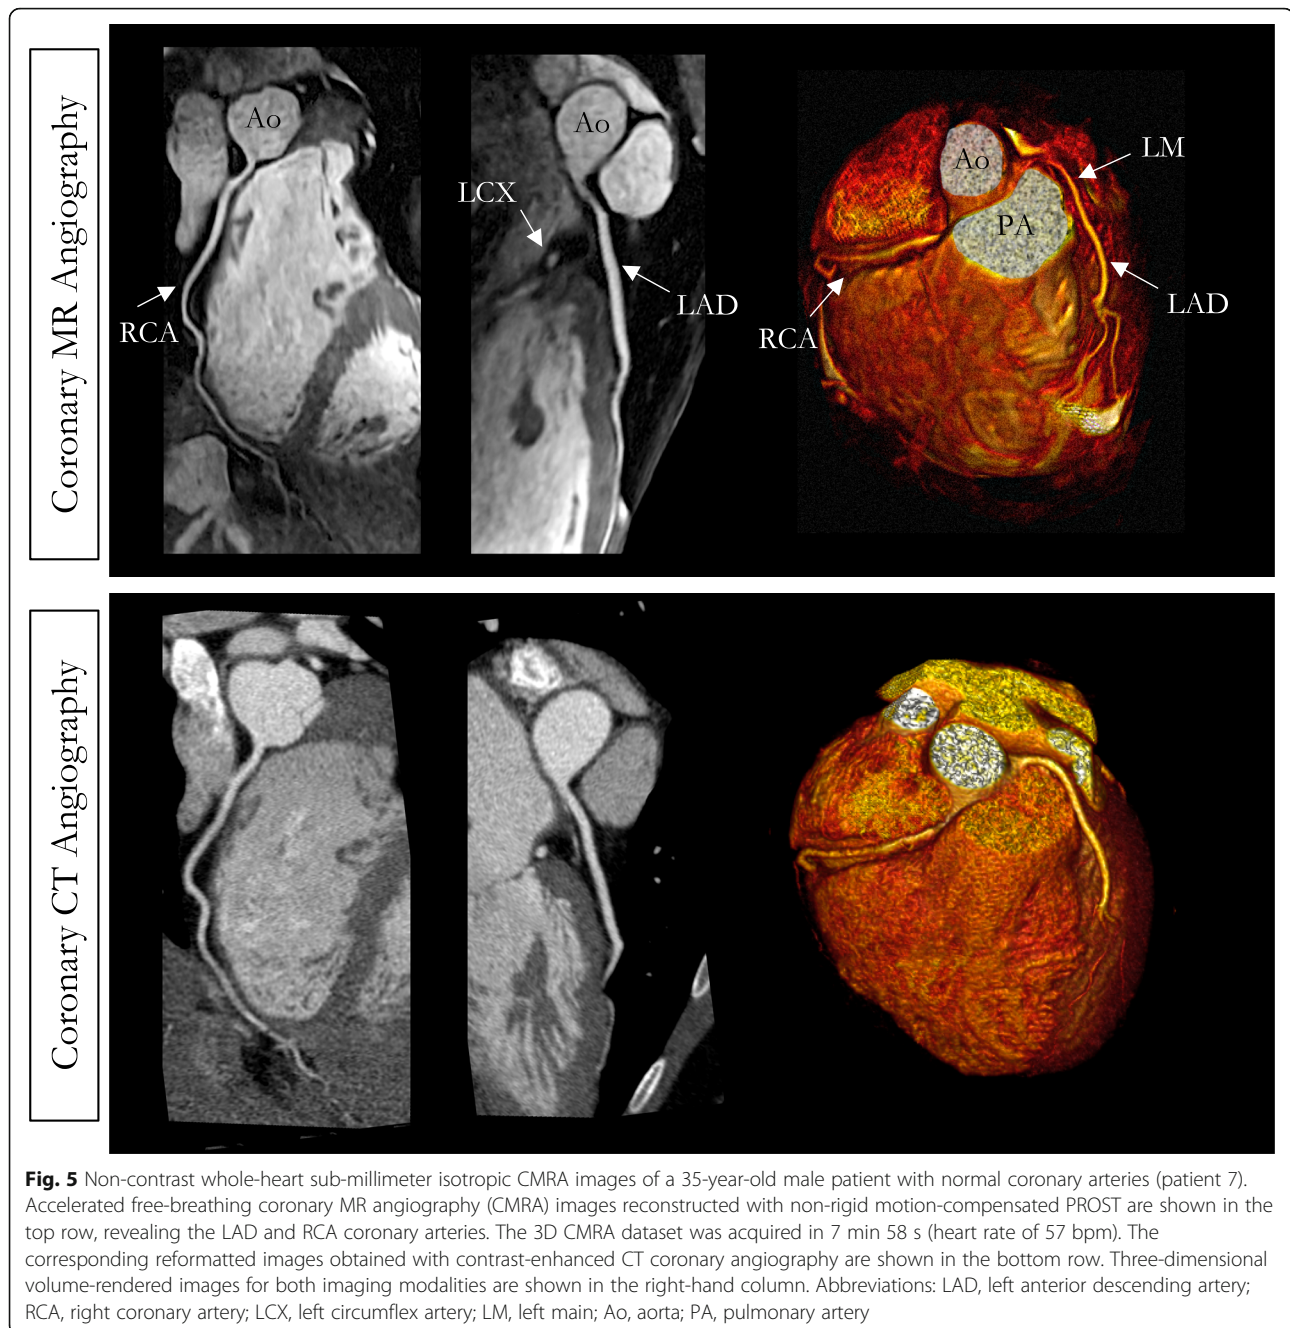 Coronary MR Angiography
Ao
RCA
Ao
LCX
LAD
Ao
LM
PA
RCA
LAD
Coronary CT Angiography
Fig. 5 Non-contrast whole-heart sub-millimeter isotropic CMRA images of a 35-year-old male patient with normal coronary arteries (patient 7).
Accelerated free-breathing coronary MR angiography (CMRA) images reconstructed with non-rigid motion-compensated PROST are shown in the
top row, revealing the LAD and RCA coronary arteries. The 3D CMRA dataset was acquired in 7 min 58 s (heart rate of 57 bpm). The
corresponding reformatted images obtained with contrast-enhanced CT coronary angiography are shown in the bottom row. Three-dimensional
volume-rendered images for both imaging modalities are shown in the right-hand column. Abbreviations: LAD, left anterior descending artery;
RCA, right coronary artery; LCX, left circumflex artery; LM, left main; Ao, aorta; PA, pulmonary artery